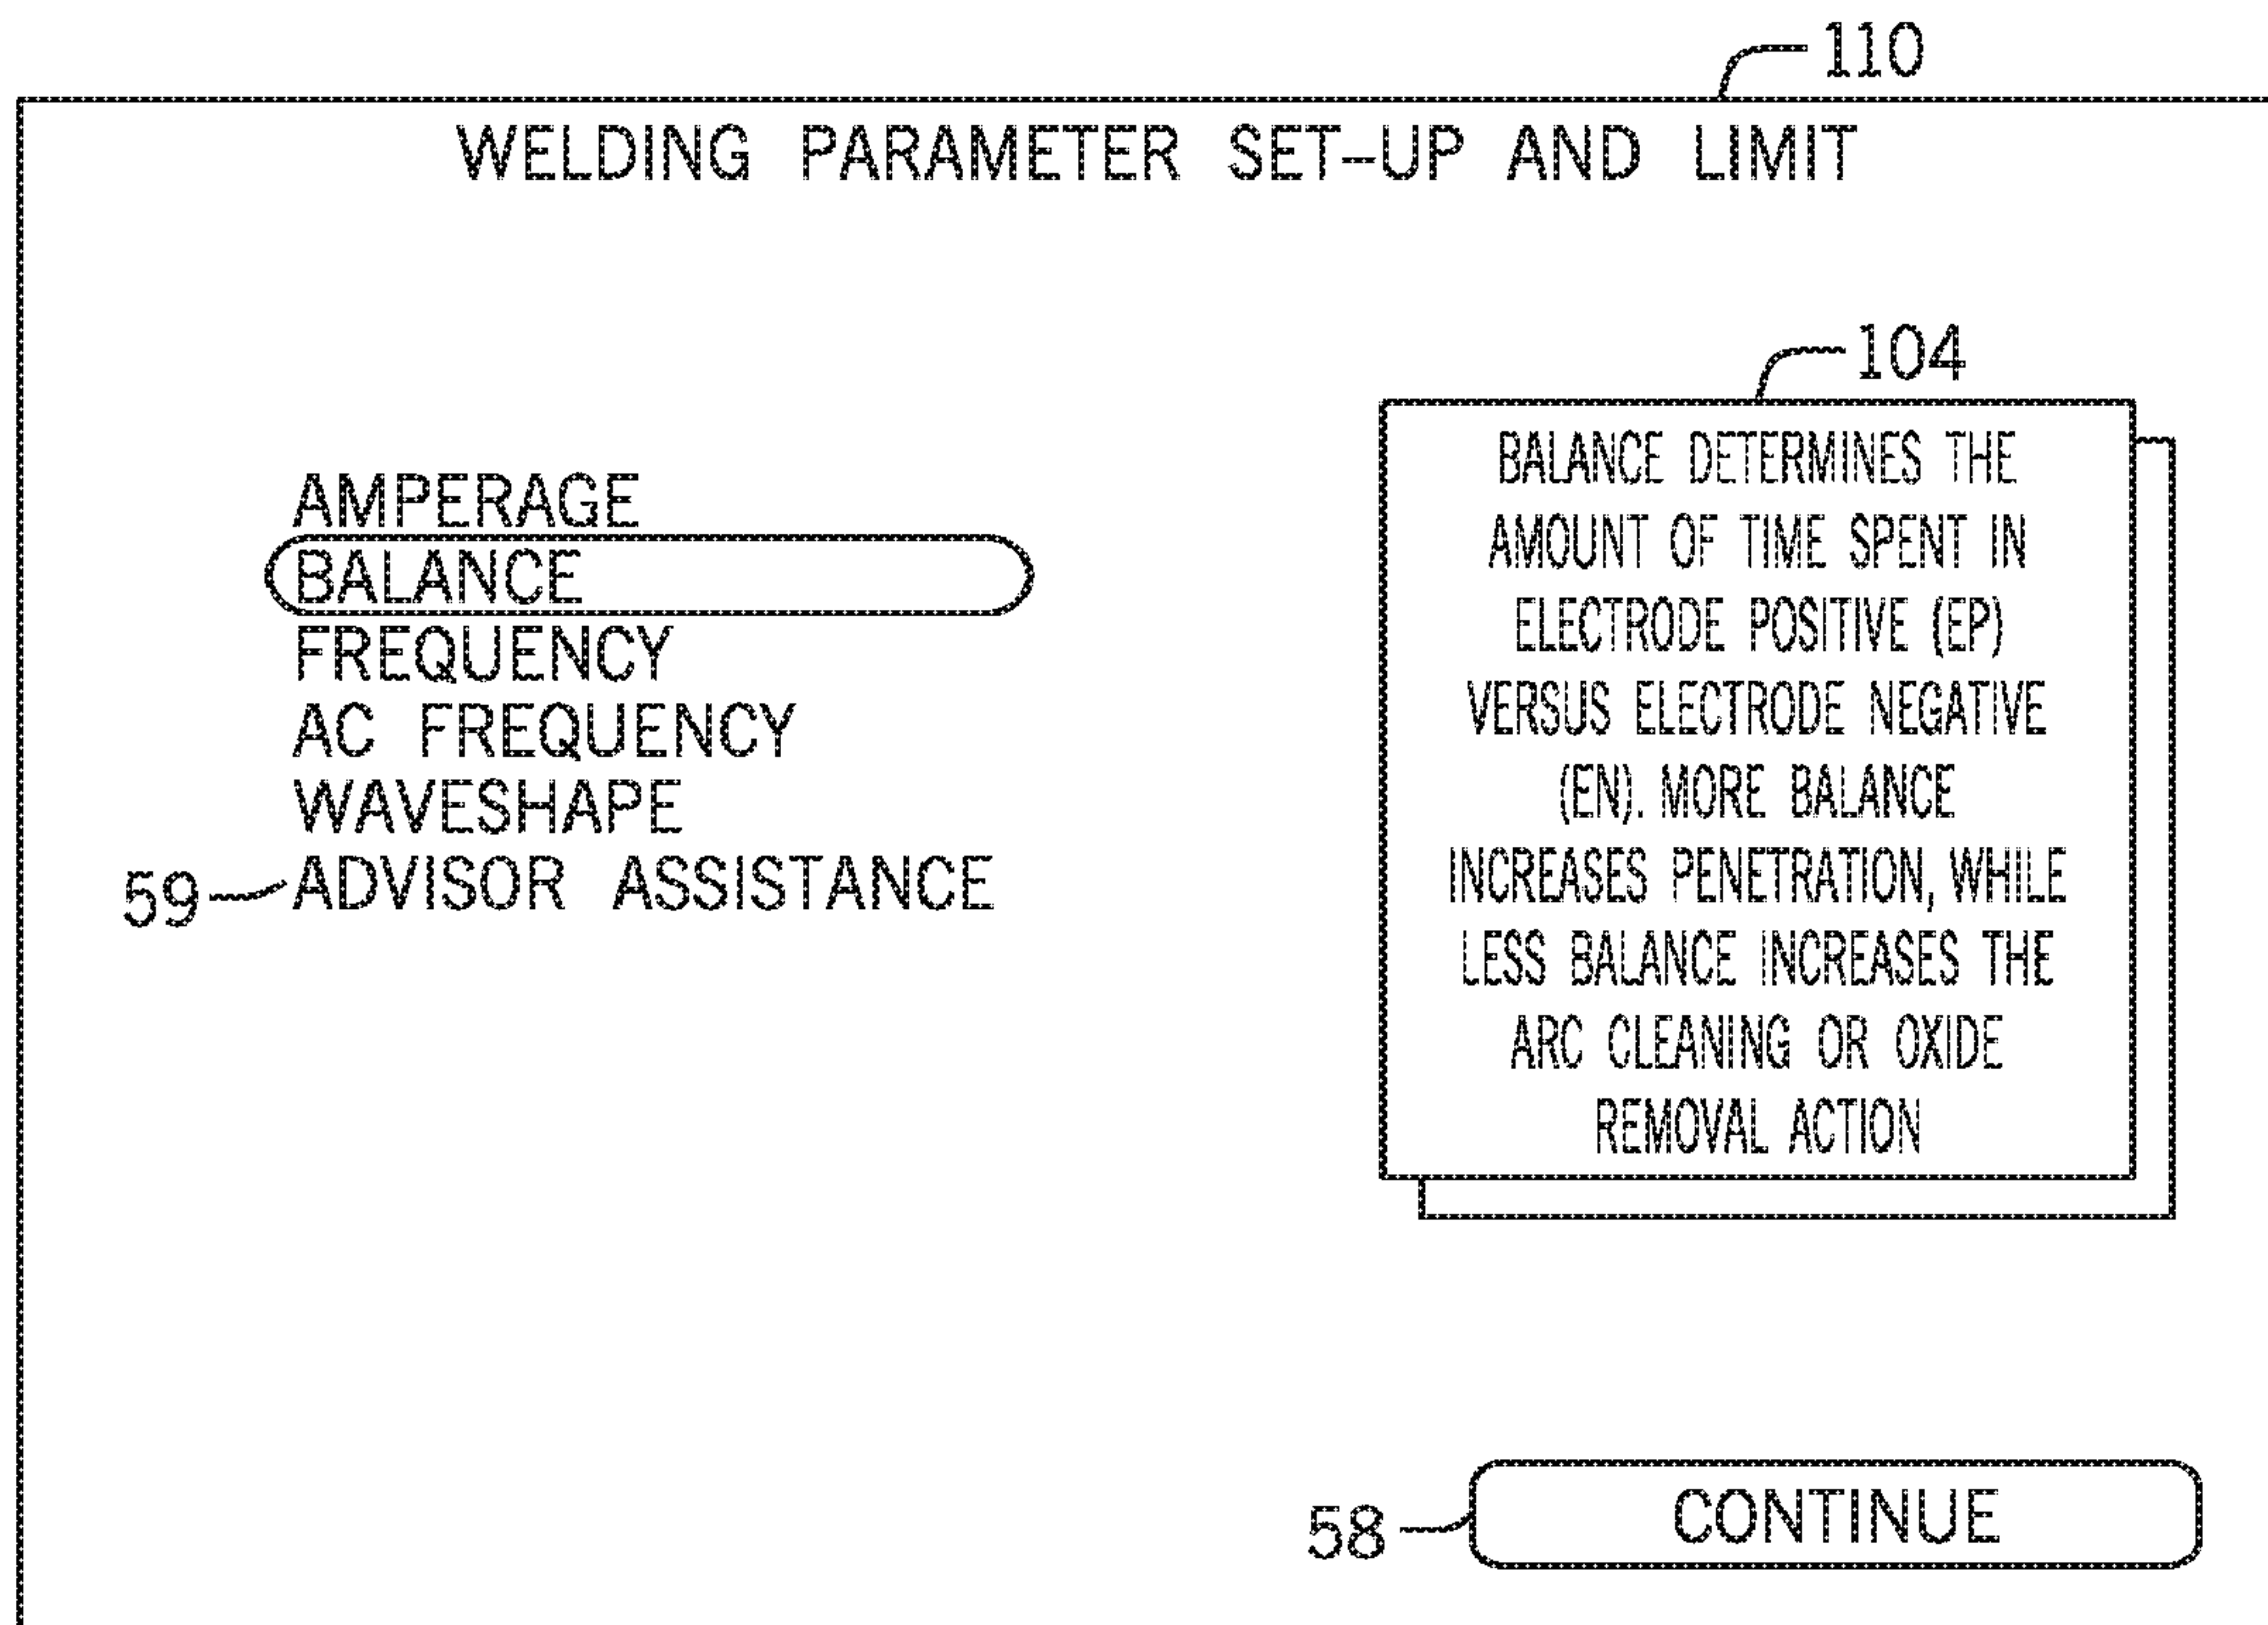 110
WELDING PARAMETER SET-UP AND LIMIT
AMPERAGE
BALANCE
FREQUENCY
AC FREQUENCY
WAVESHAPE
59 ADVISOR ASSISTANCE
104
BALANCE DETERMINES THE
AMOUNT OF TIME SPENT IN
ELECTRODE POSITIVE (EP)
VERSUS ELECTRODE NEGATIVE
(EN). MORE BALANCE
INCREASES PENETRATION, WHILE
LESS BALANCE INCREASES THE
ARC CLEANING OR OXIDE
REMOVAL ACTION
58 CONTINUE